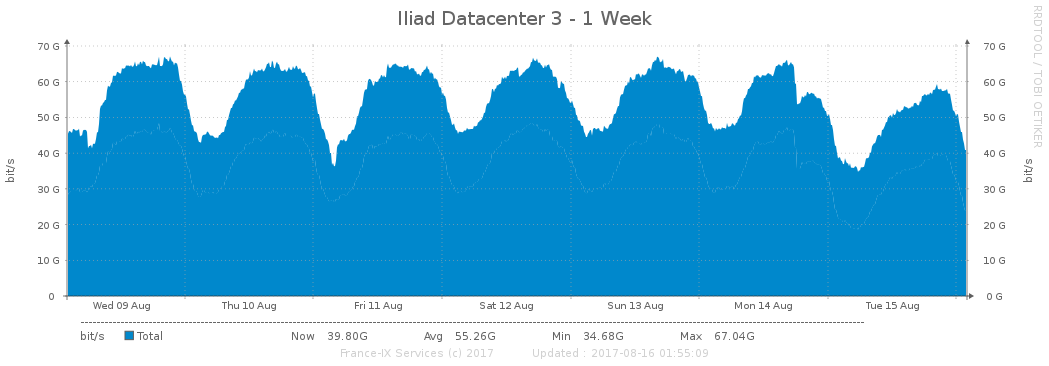 Iliad Datacenter 3 - 1 Week
RRDTOOL / TOBI OETIKER
70 G 70 G
60 G 60 G
50 G 50 G
40 G 40 G
bit/s bit/s
30 G 30 G
20 G 20 G
10 G 10 G
0 0 G
Wed 09 Aug Thu 10 Aug Fri 11 Aug Sat 12 Aug Sun 13 Aug Mon 14 Aug Tue 15 Aug
bit/s Total Now 39.80G Avg 55.26G Min 34.68G Max 67.04G
France-IX Services (c) 2017 Updated : 2017-08-16 01:55:09